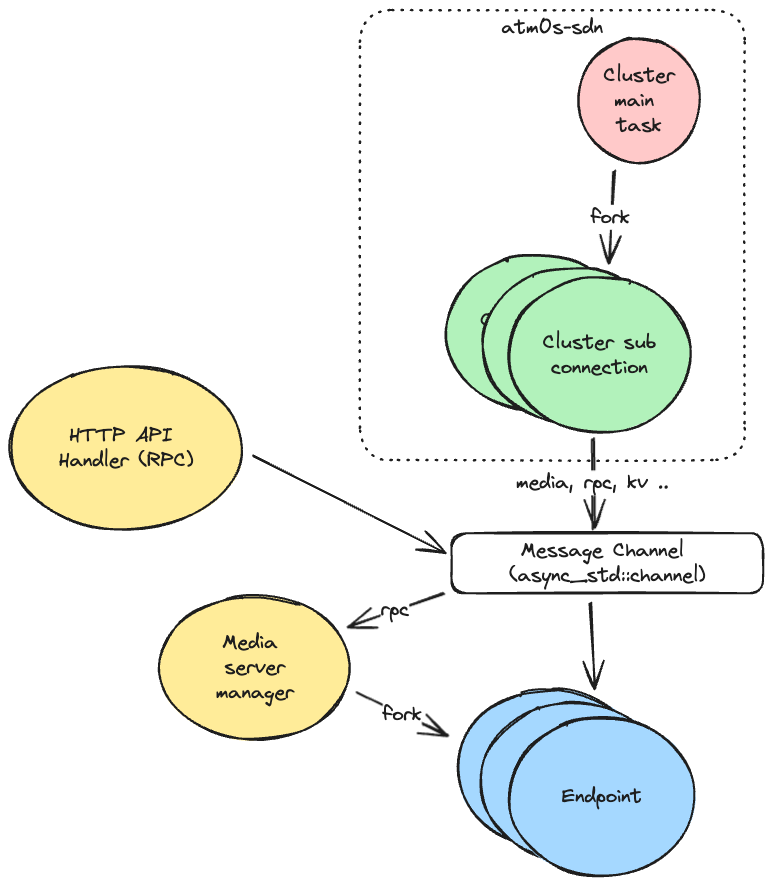 atm0s-sdn
Cluster
main
task
fork
Cluster sub
connection
HTTP API
Handler (RPC)
media, rpc, kv ..
Message Channel
(async_std::channel)
rpc
Media
server
manager
fork
Endpoint